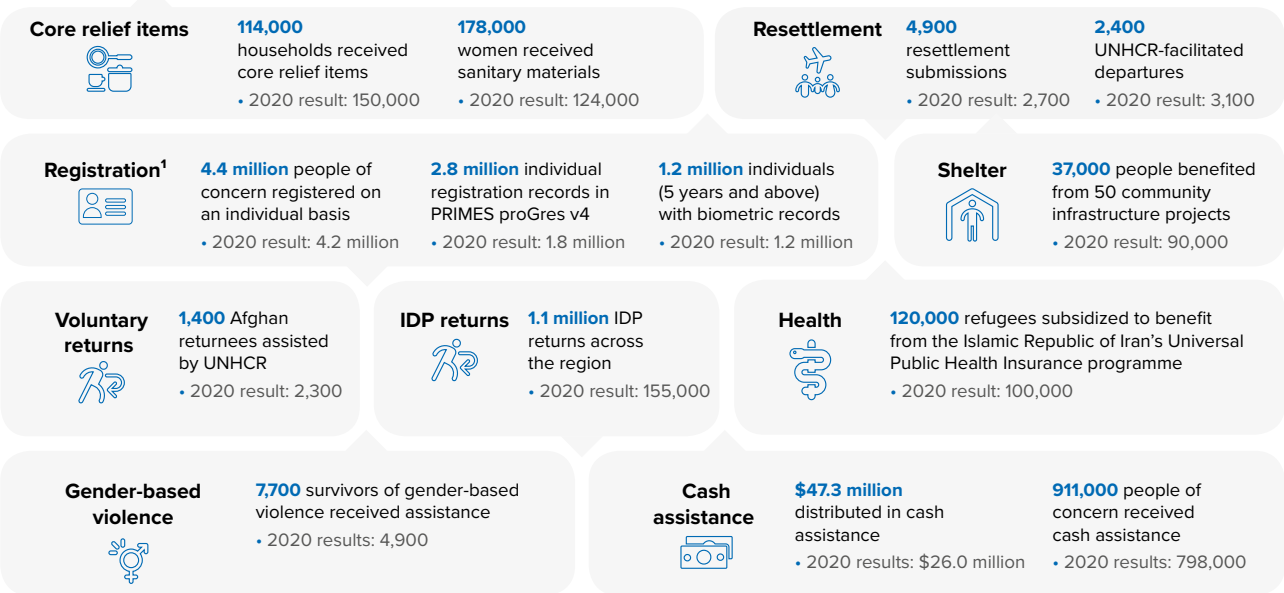 Core relief items
114,000
households received
core relief items
• 2020 result: 150,000
178,000
women received
sanitary materials
• 2020 result: 124,000
Resettlement
4,900
resettlement
submissions
• 2020 result: 2,700
2,400
UNHCR-facilitated
departures
• 2020 result: 3,100
Registration¹
4.4 million people of
concern registered on
an individual basis
• 2020 result: 4.2 million
2.8 million individual
registration records in
PRIMES proGres v4
• 2020 result: 1.8 million
1.2 million individuals
(5 years and above)
with biometric records
• 2020 result: 1.2 million
Shelter
37,000 people benefited
from 50 community
infrastructure projects
• 2020 result: 90,000
Voluntary
returns
1,400 Afghan
returnees assisted
by UNHCR
• 2020 result: 2,300
IDP returns
1.1 million IDP
returns across
the region
• 2020 result: 155,000
Health
120,000 refugees subsidized to benefit
from the Islamic Republic of Iran’s Universal
Public Health Insurance programme
• 2020 result: 100,000
Gender-based
violence
7,700 survivors of gender-based
violence received assistance
• 2020 results: 4,900
Cash
assistance
$47.3 million
distributed in cash
assistance
• 2020 results: $26.0 million
911,000 people of
concern received
cash assistance
• 2020 results: 798,000